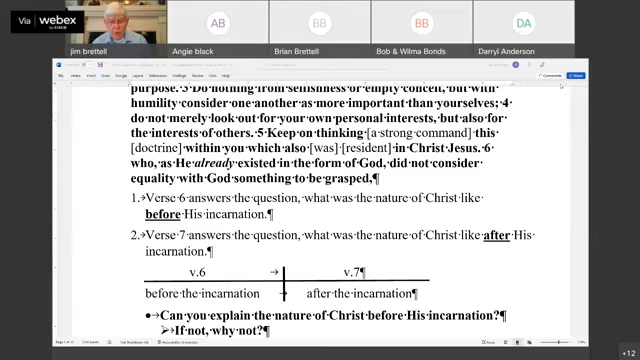 Via webex
AB
BB
BB
DA
jim brettell
Angie black
Brian Brettell
Bob & Wilma Bonds
Darryl Anderson
Comments
Share
purpose. 3 Do nothing from selfishness or empty conceit, but with
humility consider one another as more important than yourselves; 4
do not merely look out for your own personal interests, but also for
the interests of others. 5 Keep on thinking [a strong command] this
[doctrine] within you which also [was] [resident] in Christ Jesus. 6
who, as He already existed in the form of God, did not consider
equality with God something to be grasped,¶
1.→Verse 6 answers the question, what was the nature of Christ like
before His incarnation.¶
2.→Verse 7 answers the question, what was the nature of Christ like after His
incarnation.¶
v.6 → v.7¶
before the incarnation → after the incarnation¶
●→Can you explain the nature of Christ before His incarnation?¶
➢→If not, why not?¶
+12